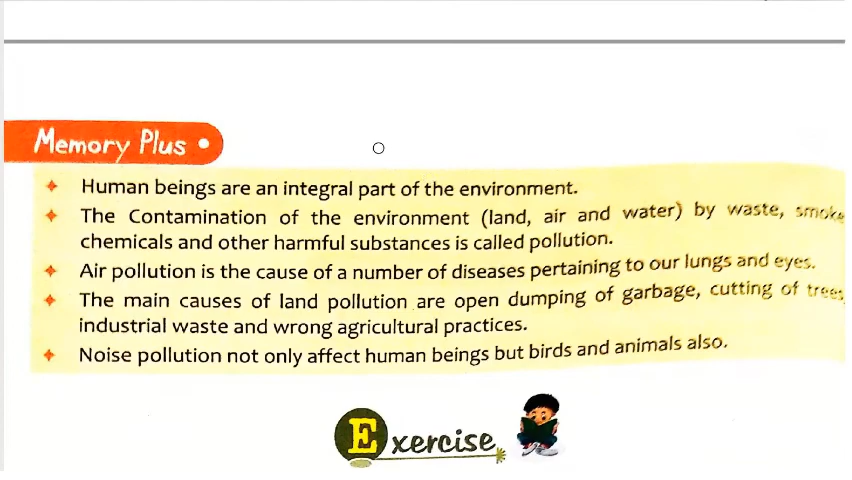 Memory Plus
Human beings are an integral part of the environment.
The Contamination of the environment (land, air and water) by waste, smoke
chemicals and other harmful substances is called pollution.
Air pollution is the cause of a number of diseases pertaining to our lungs and eyes.
The main causes of land pollution are open dumping of garbage, cutting of trees,
industrial waste and wrong agricultural practices.
Noise pollution not only affect human beings but birds and animals also.
Exercise